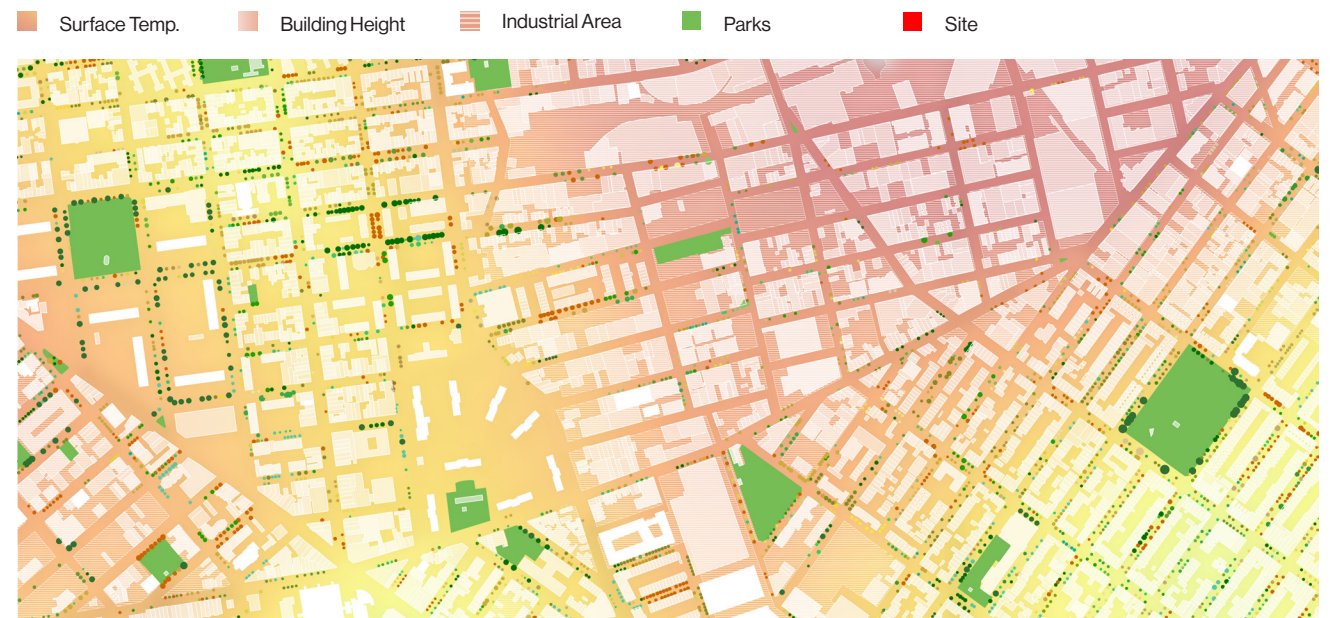 Surface Temp.
Building Height
Industrial Area
Parks
Site